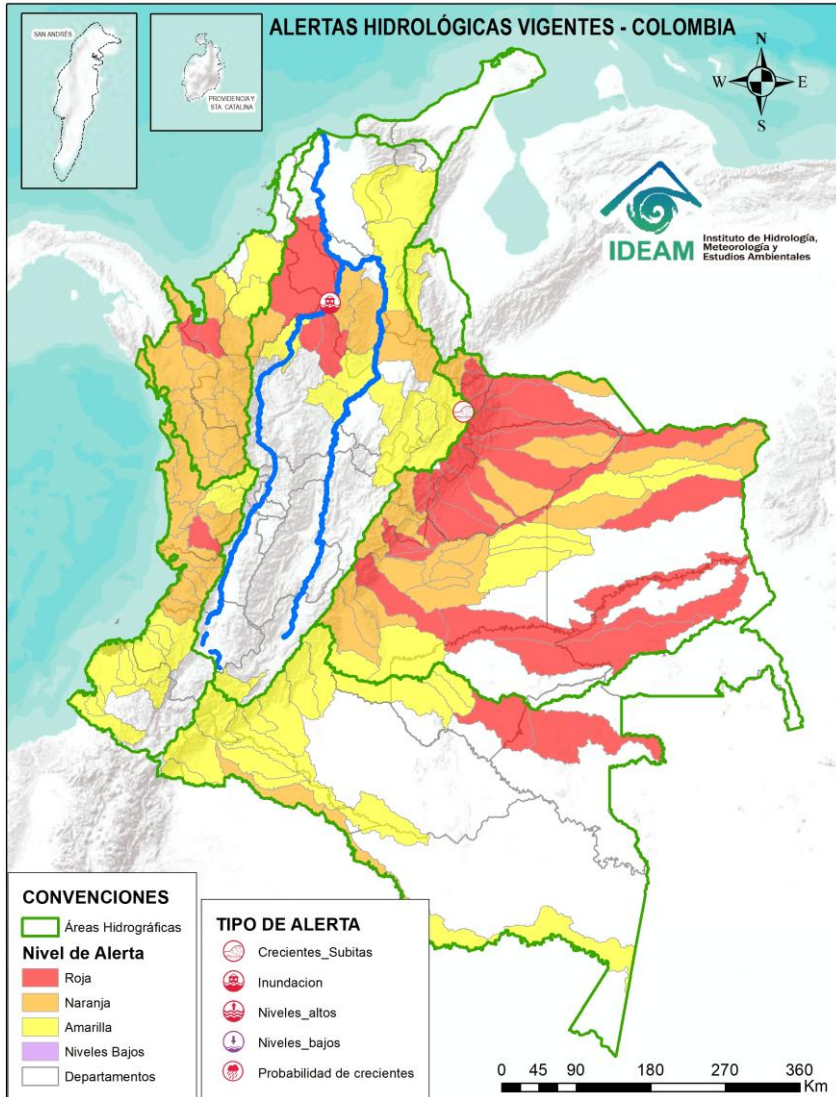 ALERTAS HIDROLÓGICAS VIGENTES - COLOMBIA
SAN ANDRÉS
PROVIDENCIA Y
STA. CATALINA
N
W
E
S
IDEAM
Instituto de Hidrología,
Meteorología y
Estudios Ambientales
CONVENCIONES
Áreas Hidrográficas
Nivel de Alerta
Roja
Naranja
Amarilla
Niveles Bajos
Departamentos
TIPO DE ALERTA
Crecientes_Subitas
Inundacion
Niveles_altos
Niveles_bajos
Probabilidad de crecientes
0 45 90 180 270 360
Km